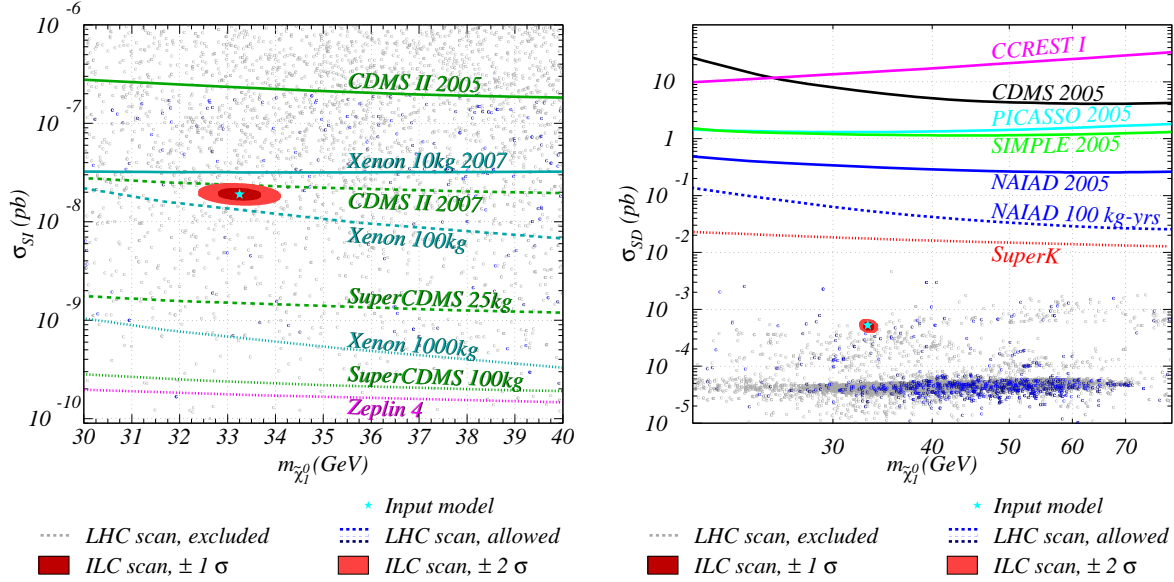 10 -6
10 -7
10 -8
10 -9
10 -10
σSI (pb)
CDMS II 2005
Xenon 10kg 2007
CDMS II 2007
Xenon 100kg
SuperCDMS 25kg
Xenon 1000kg
SuperCDMS 100kg
Zeplin 4
30 31 32 33 34 35 36 37 38 39 40
mχ̃⁰₁ (GeV)
Input model
LHC scan, excluded LHC scan, allowed
ILC scan, ± 1 σ ILC scan, ± 2 σ
10
1
10 -1
10 -2
10 -3
10 -4
10 -5
10
σSD (pb)
CCREST I
CDMS 2005
PICASSO 2005
SIMPLE 2005
NAIAD 2005
NAIAD 100 kg-yrs
SuperK
30 40 50 60 70
mχ̃⁰₁ (GeV)
Input model
LHC scan, excluded LHC scan, allowed
ILC scan, ± 1 σ ILC scan, ± 2 σ